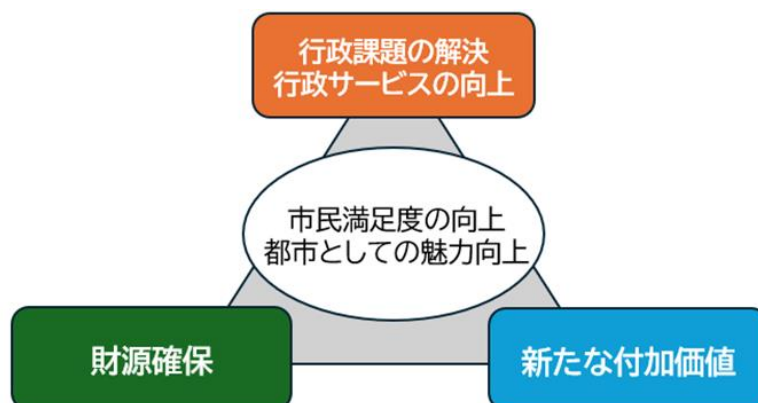 行政課題の解決
行政サービスの向上
市民満足度の向上
都市としての魅力向上
財源確保
新たな付加価値